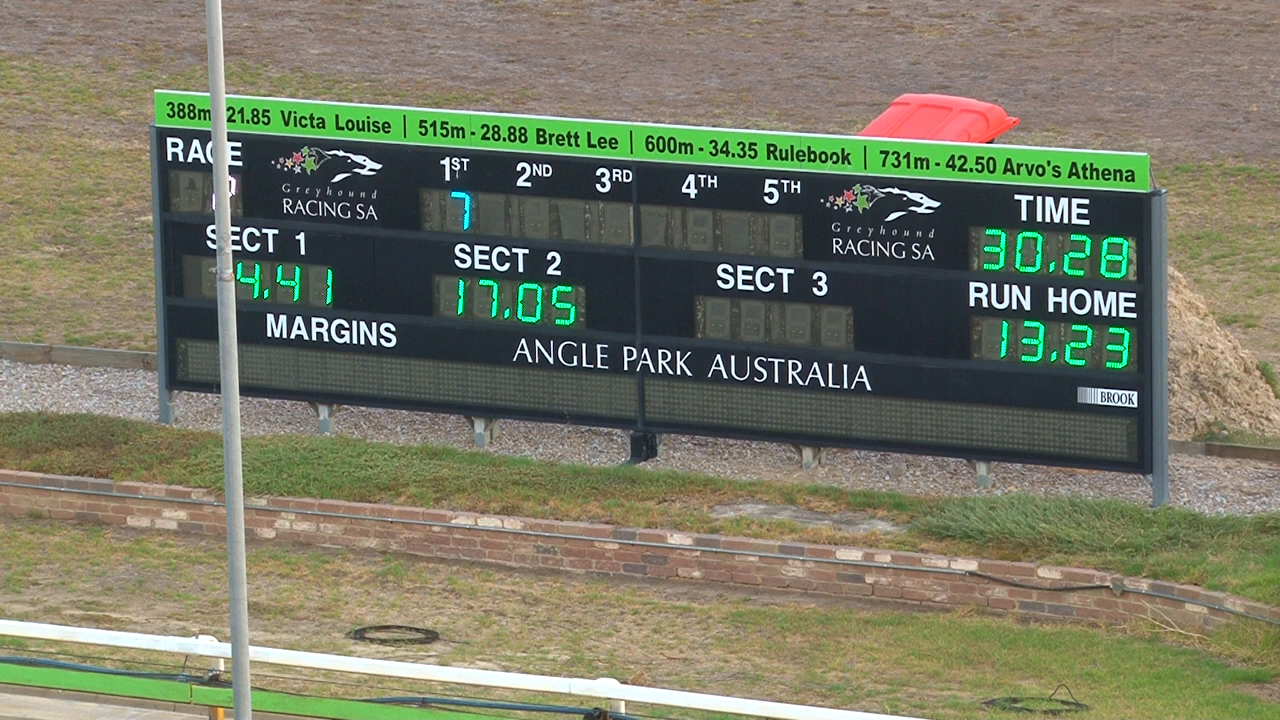 388m 21.85 Victa Louise | 515m - 28.88 Brett Lee | 600m - 34.35 Rulebook | 731m - 42.50 Arvo's Athena
RACE
Greyhound
RACING SA
1ST 2ND 3RD 4TH 5TH
7
Greyhound
RACING SA
TIME
30.28
SECT 1
4.41
SECT 2
17.05
SECT 3
RUN HOME
13.23
MARGINS
ANGLE PARK AUSTRALIA
BROOK